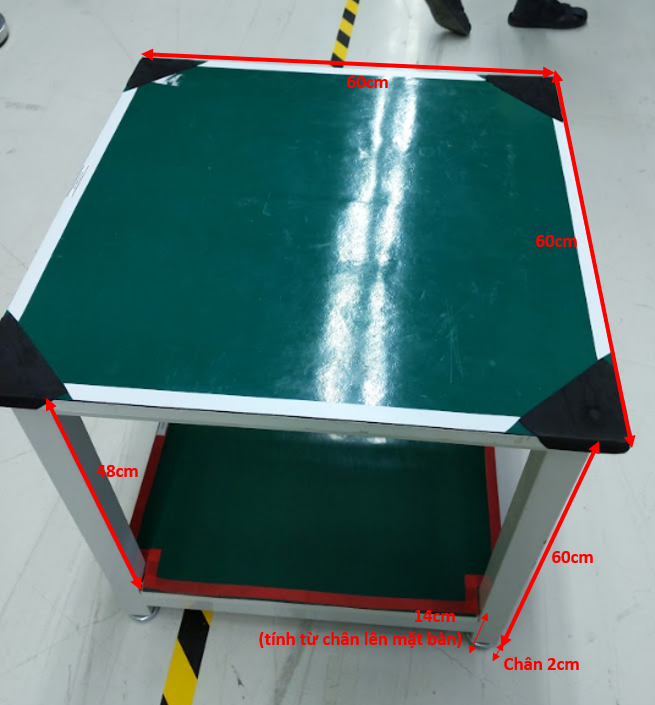 60cm
60cm
48cm
60cm
14cm
(tính từ chân lên mặt bàn)
Chân 2cm